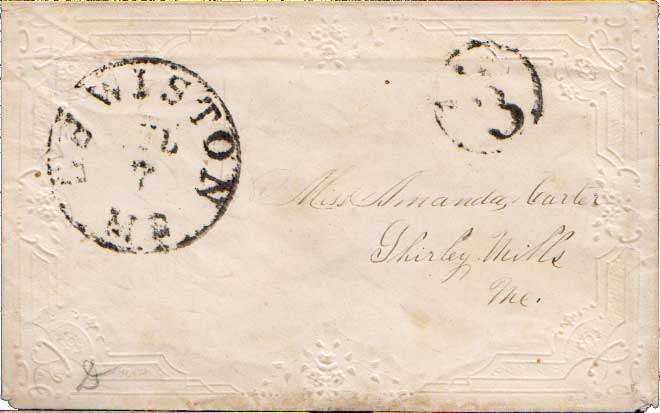 LEWISTON
7
Me
3
Miss Amanda Carter
Shirley Mills
Me.